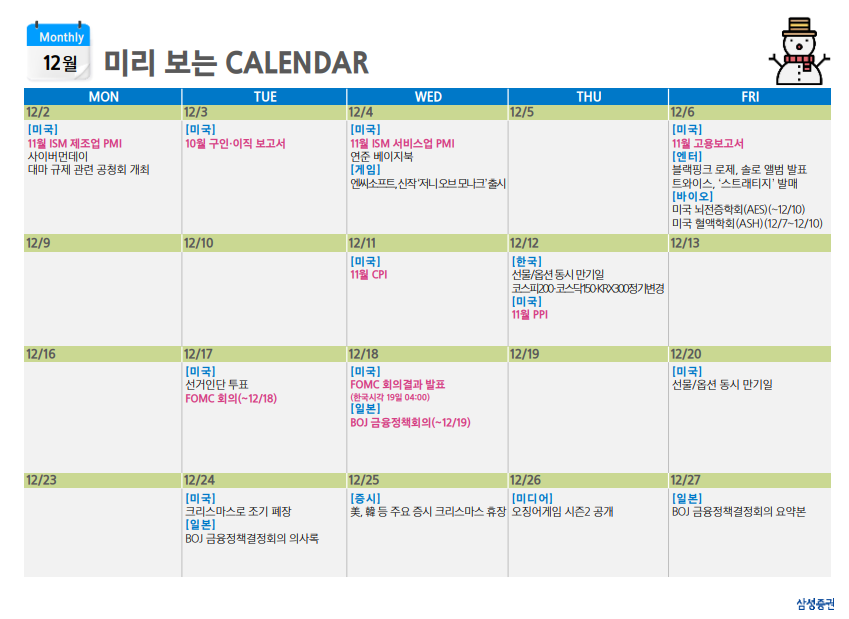 Monthly
12월
미리 보는 CALENDAR
MON TUE WED THU FRI
12/2
[미국]
11월 ISM 제조업 PMI
사이버먼데이
대마 규제 관련 공청회 개최
12/3
[미국]
10월 구인·이직 보고서
12/4
[미국]
11월 ISM 서비스업 PMI
연준 베이지북
[게임]
엔씨소프트, 신작 ‘저니 오브 모나크’ 출시
12/5
12/6
[미국]
11월 고용보고서
[엔터]
블랙핑크 로제, 솔로 앨범 발표
트와이스, ‘스트래티지’ 발매
[바이오]
미국 뇌전증학회(AES)(~12/10)
미국 혈액학회(ASH)(12/7~12/10)
12/9
12/10
12/11
[미국]
11월 CPI
12/12
[한국]
선물/옵션 동시 만기일
코스피200·코스닥150·KRX300정기변경
[미국]
11월 PPI
12/13
12/16
12/17
[미국]
선거인단 투표
FOMC 회의(~12/18)
12/18
[미국]
FOMC 회의결과 발표
(한국시각 19일 04:00)
[일본]
BOJ 금융정책회의(~12/19)
12/19
12/20
[미국]
선물/옵션 동시 만기일
12/23
12/24
[미국]
크리스마스로 조기 폐장
[일본]
BOJ 금융정책결정회의 의사록
12/25
[증시]
美, 韓 등 주요 증시 크리스마스 휴장
12/26
[미디어]
오징어게임 시즌2 공개
12/27
[일본]
BOJ 금융정책결정회의 요약본
삼성증권